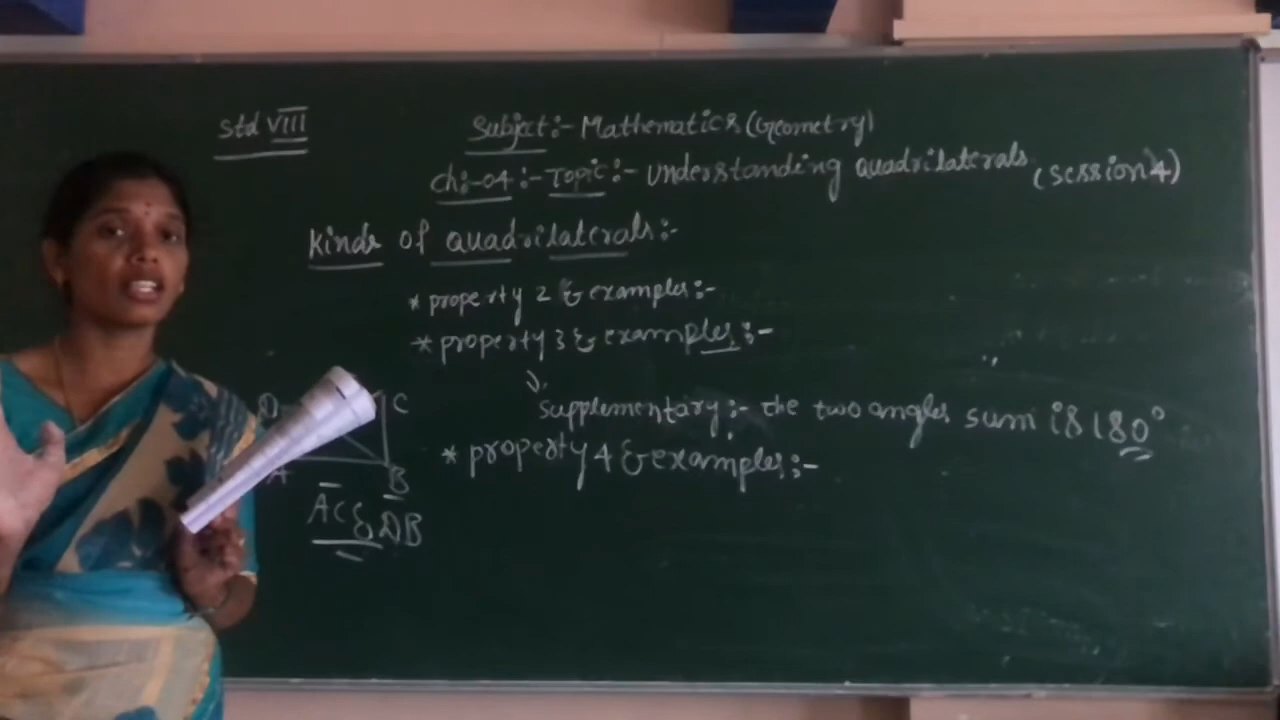 Std VIII
Subject:- Mathematics (Geometry)
Ch:-04:- Topic:- Understanding quadrilaterals (session 4)
Kinds of quadrilaterals:-
* property 2 & examples:-
* property 3 & examples:-
supplementary:- the two angles sum is 180°
* property 4 & examples:-
D C
A B
AC & DB